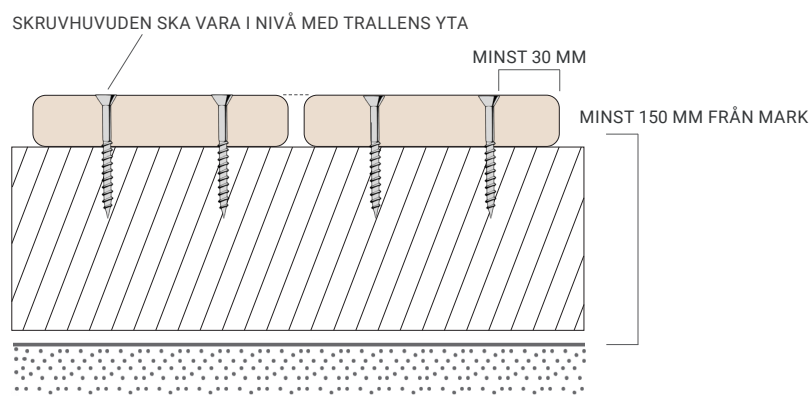 SKRUVHUVUDEN SKA VARA I NIVÅ MED TRALLENS YTA
MINST 30 MM
MINST 150 MM FRÅN MARK